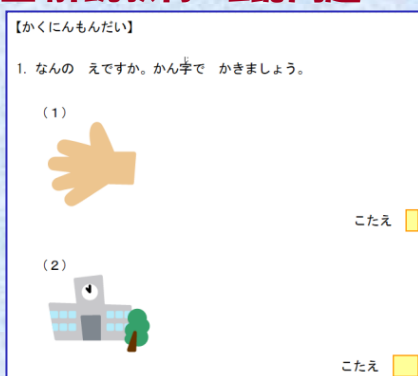 【かくにんもんだい】
1. なんの えですか。かん字で かきましょう。
じ
（1）
こたえ
（2）
こたえ